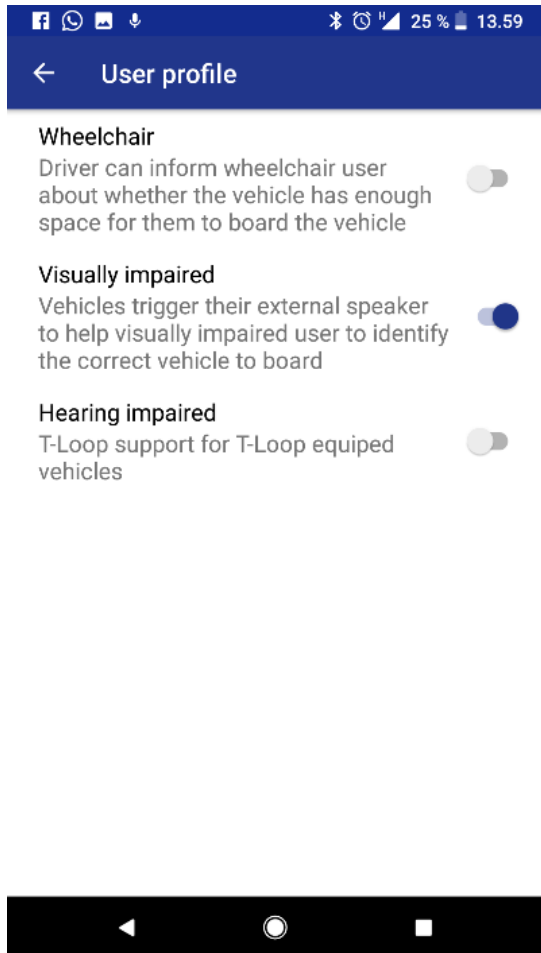 H 25 % 13.59
User profile
Wheelchair
Driver can inform wheelchair user
about whether the vehicle has enough
space for them to board the vehicle
Visually impaired
Vehicles trigger their external speaker
to help visually impaired user to identify
the correct vehicle to board
Hearing impaired
T-Loop support for T-Loop equiped
vehicles